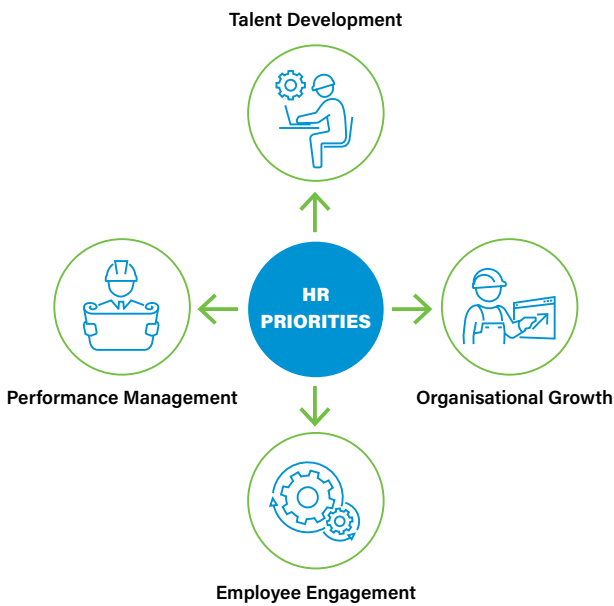 Talent Development
HR
PRIORITIES
Performance Management
Organisational Growth
Employee Engagement